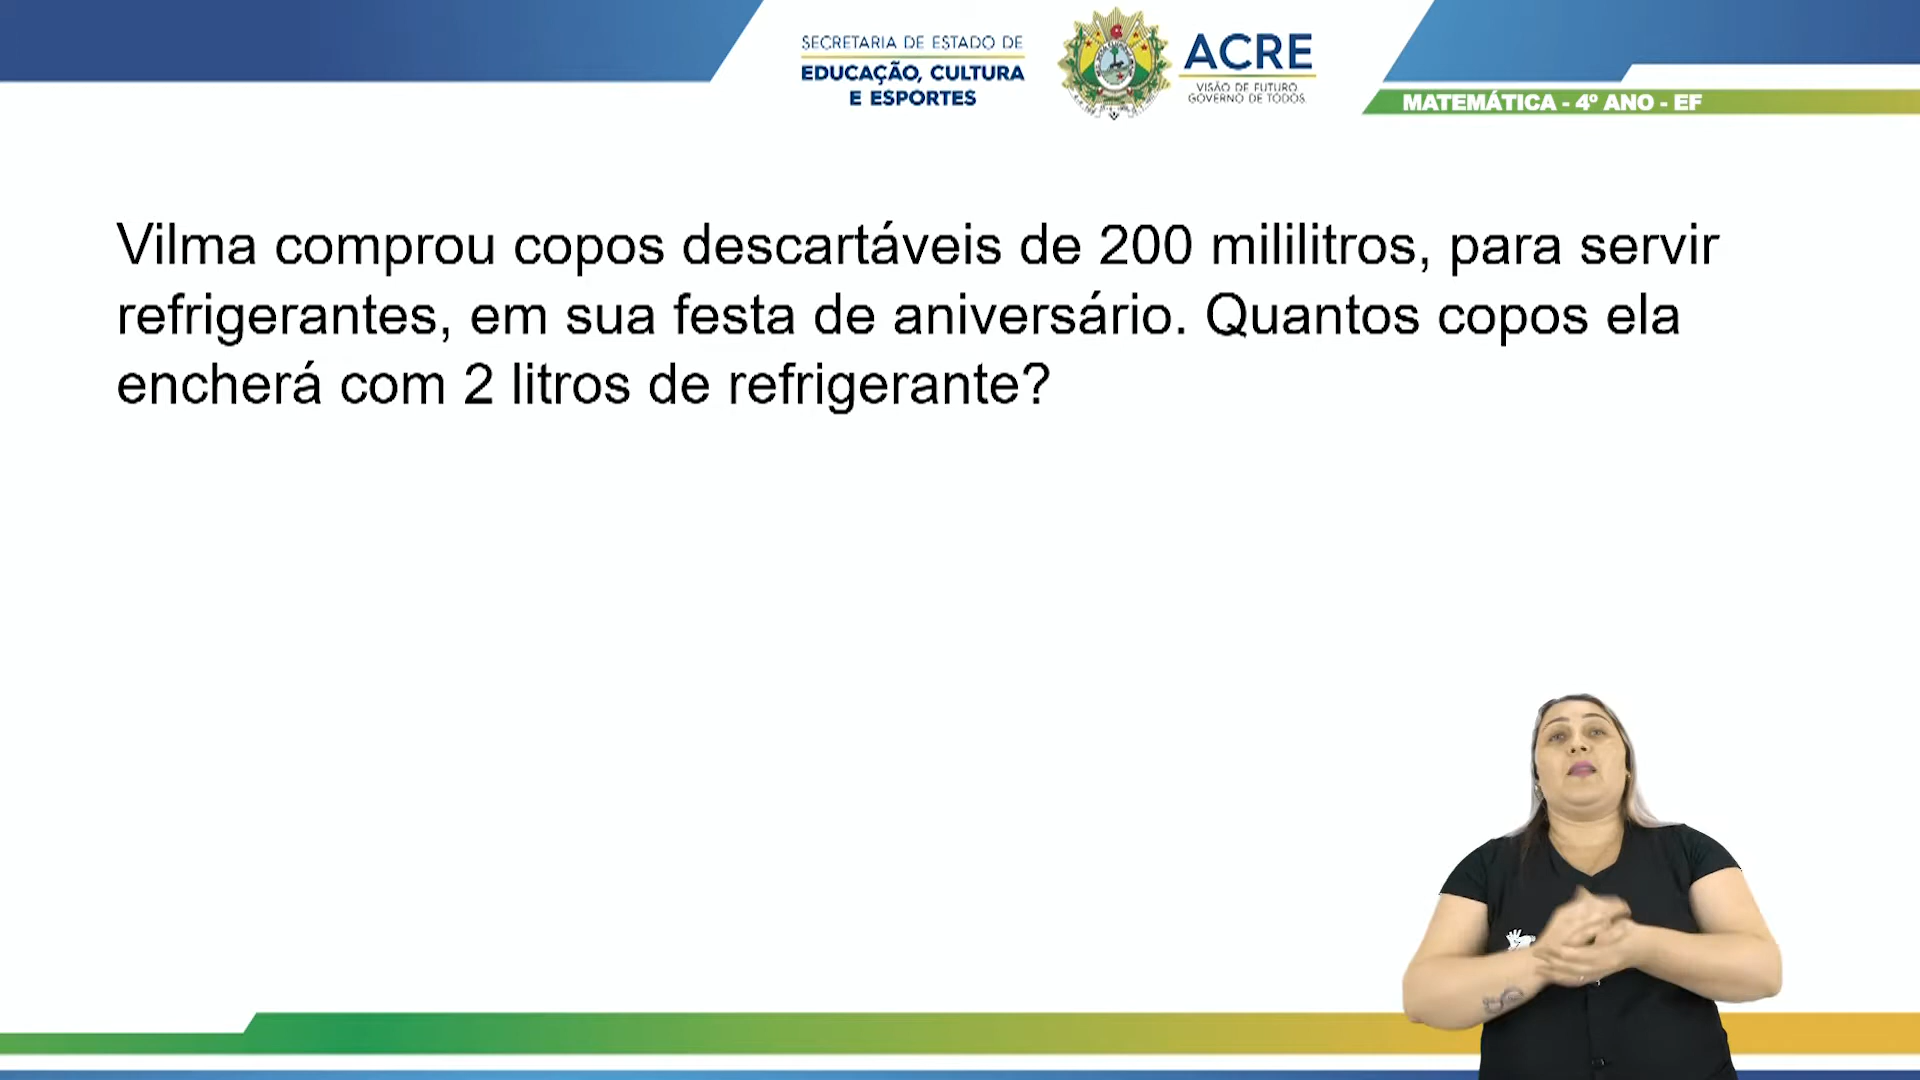 SECRETARIA DE ESTADO DE
EDUCAÇÃO, CULTURA
E ESPORTES
ACRE
VISÃO DE FUTURO
GOVERNO DE TODOS.
MATEMÁTICA - 4º ANO - EF
Vilma comprou copos descartáveis de 200 mililitros, para servir
refrigerantes, em sua festa de aniversário. Quantos copos ela
encherá com 2 litros de refrigerante?